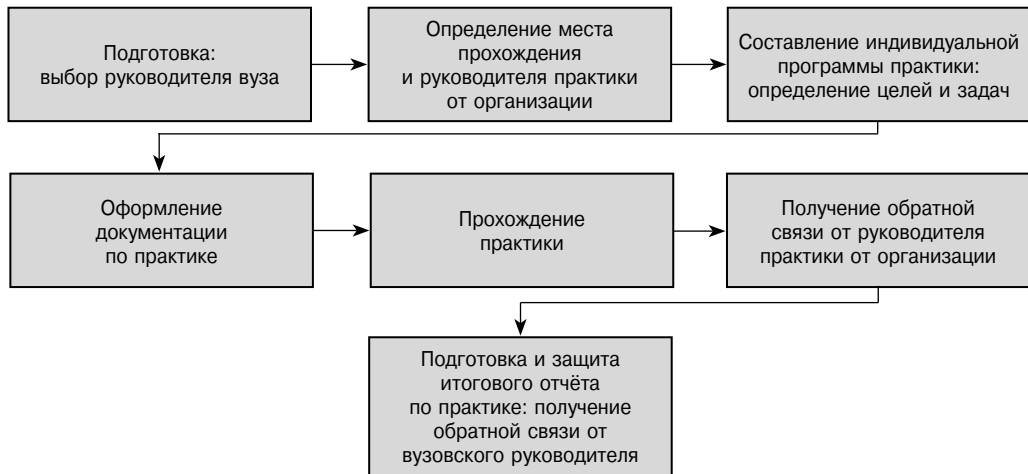 Подготовка:
выбор руководителя вуза
Определение места
прохождения
и руководителя практики
от организации
Составление индивидуальной
программы практики:
определение целей и задач
Оформление
документации
по практике
Прохождение
практики
Получение обратной
связи от руководителя
практики от организации
Подготовка и защита
итогового отчёта
по практике: получение
обратной связи от
вузовского руководителя